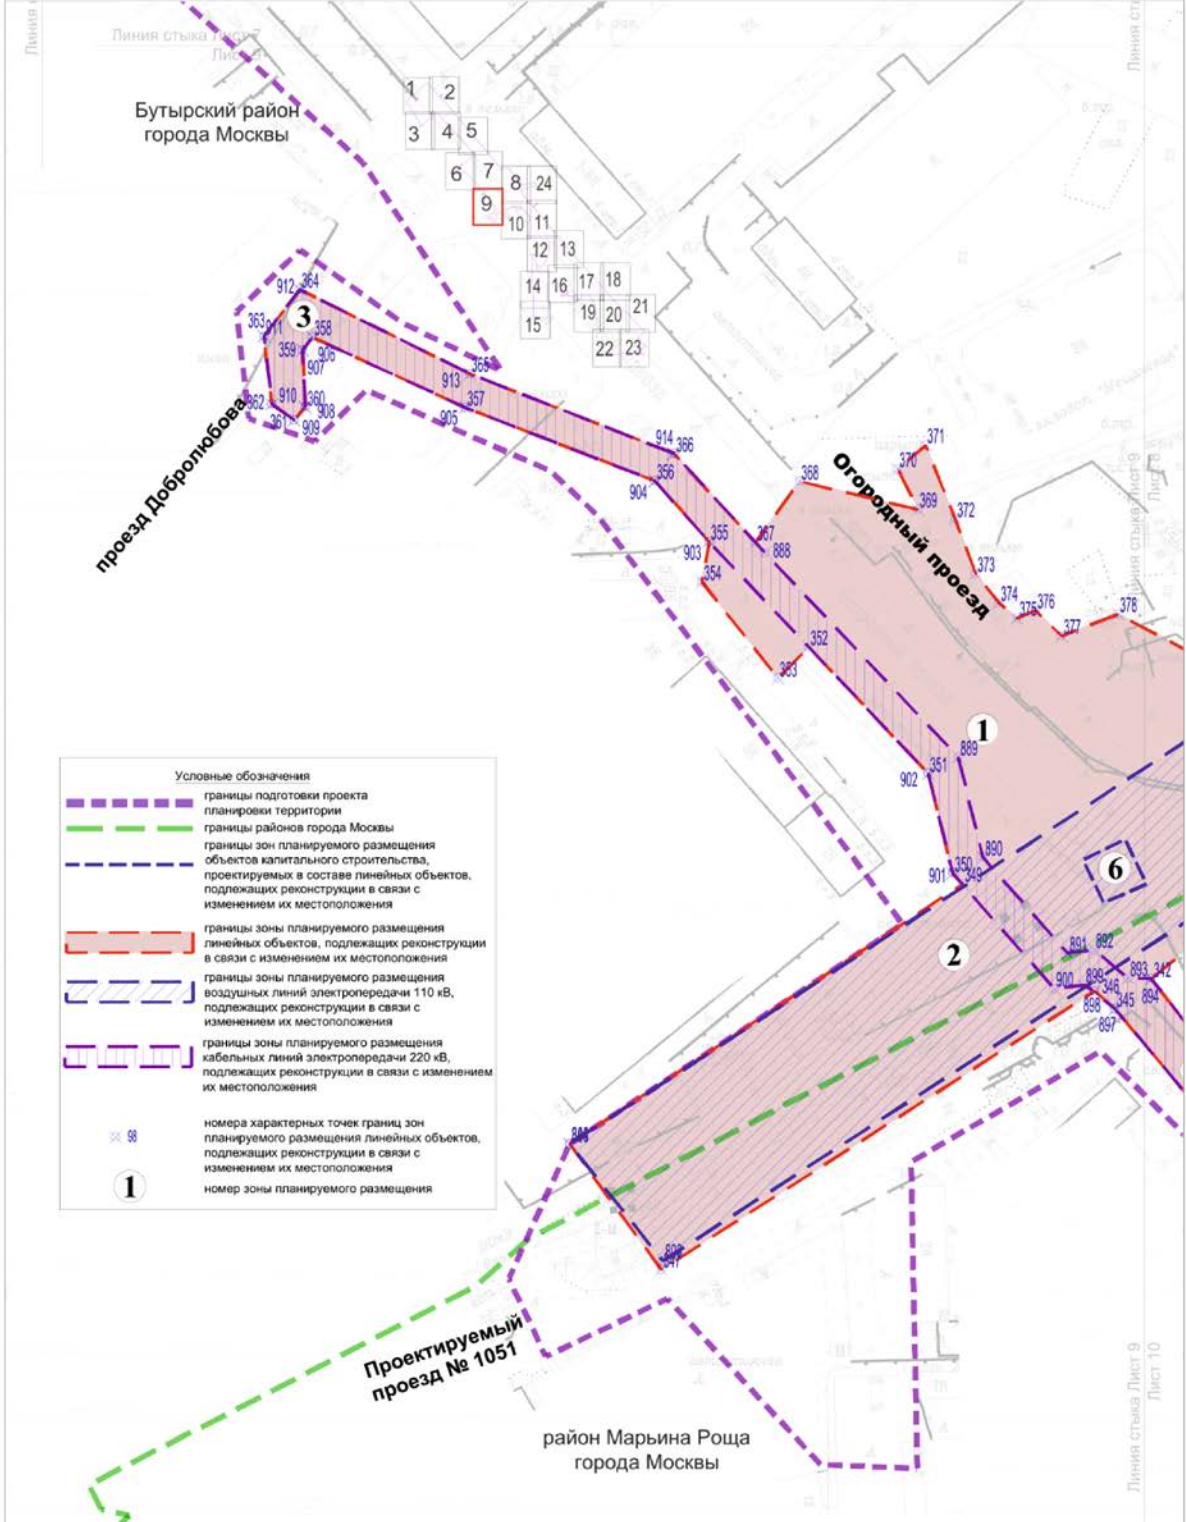 Линия стыка Лист 7
Бутырский район
города Москвы
1 2
3 4 5
6 7 8 24
9 10 11
12 13
14 16 17 18
15 19 20 21
22 23
912 364
3
363 911 358
359 906
907
362 910 360
361 908
909
365
913
357
905
914 366
356
904
355
903
354
367
888
368
369
370
371
372
373
374
375 376
377
378
352
353
проезд Добролюбова
Огородный проезд
1
889
351
902
890
350
901 349
6
2
891 892
900 899 893 342
346 894
898 345
897
347
Линия стыка Лист 9
Лист 8
Условные обозначения
границы подготовки проекта
планировки территории
границы районов города Москвы
границы зон планируемого размещения
объектов капитального строительства,
проектируемых в составе линейных объектов,
подлежащих реконструкции в связи с
изменением их местоположения
границы зоны планируемого размещения
линейных объектов, подлежащих реконструкции
в связи с изменением их местоположения
границы зоны планируемого размещения
воздушных линий электропередачи 110 кВ,
подлежащих реконструкции в связи с
изменением их местоположения
границы зоны планируемого размещения
кабельных линий электропередачи 220 кВ,
подлежащих реконструкции в связи с изменением
их местоположения
98
номера характерных точек границ зон
планируемого размещения линейных объектов,
подлежащих реконструкции в связи с
изменением их местоположения
1
номер зоны планируемого размещения
Проектируемый
проезд № 1051
район Марьина Роща
города Москвы
Линия стыка Лист 9
Лист 10